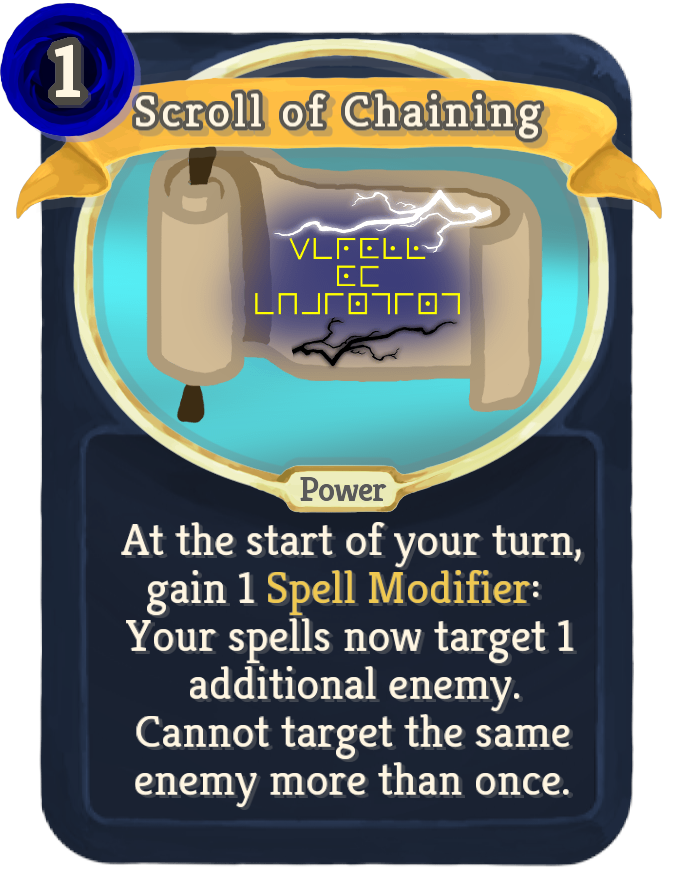 1
Scroll of Chaining
Power
At the start of your turn,
gain 1 Spell Modifier:
Your spells now target 1
additional enemy.
Cannot target the same
enemy more than once.